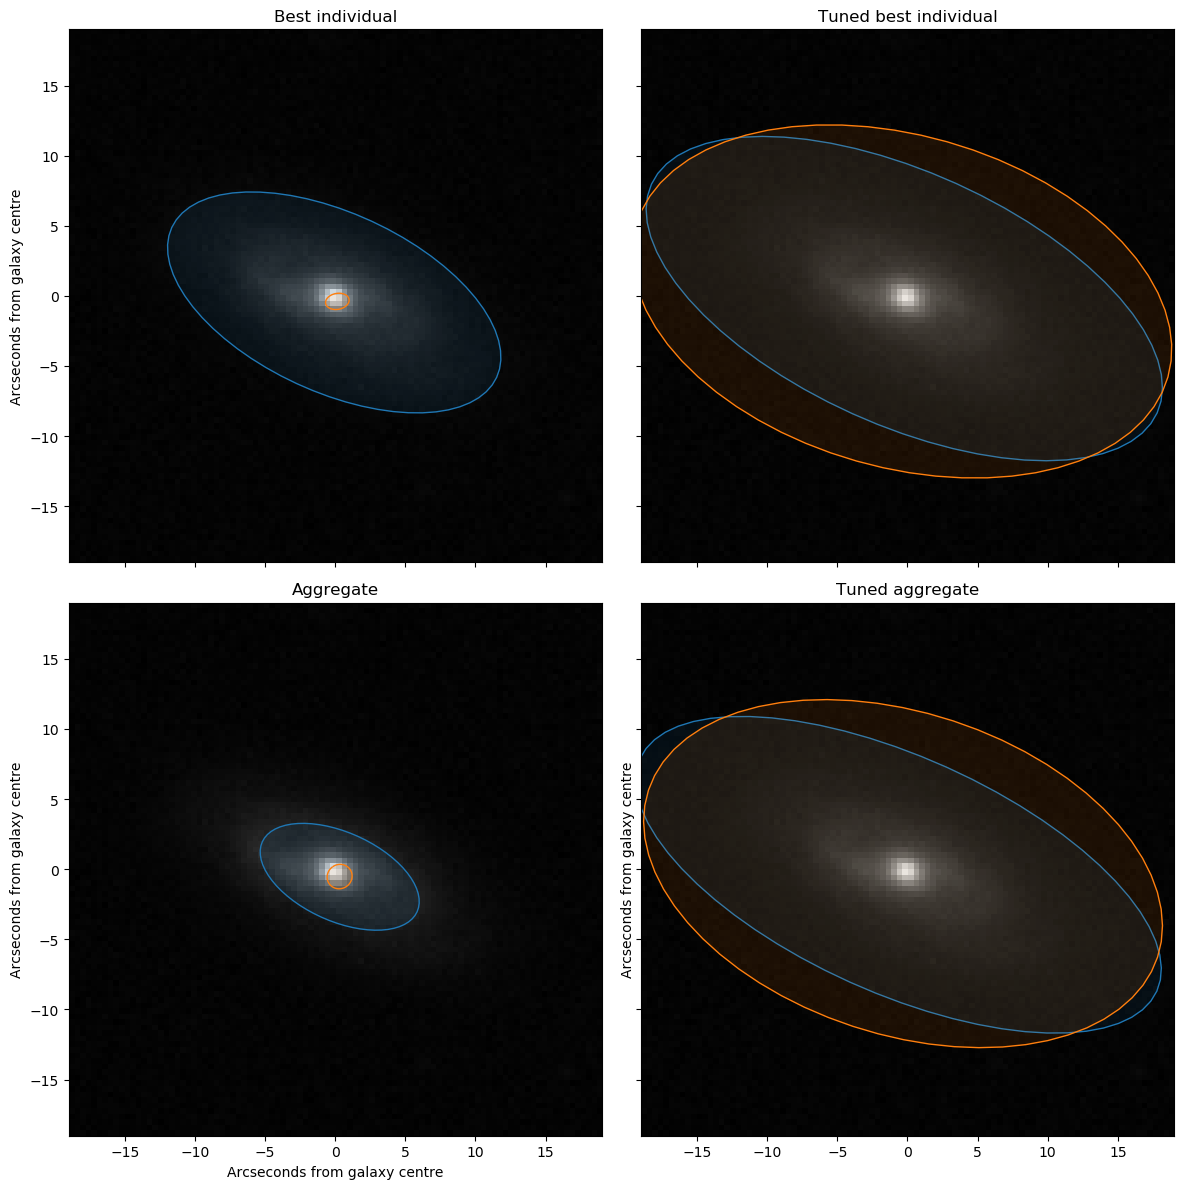 Best individual
Tuned best individual
15
10
5
0
−5
−10
−15
Arcseconds from galaxy centre
Aggregate
Tuned aggregate
15
10
5
0
−5
−10
−15
Arcseconds from galaxy centre
Arcseconds from galaxy centre
−15 −10 −5 0 5 10 15
−15 −10 −5 0 5 10 15
Arcseconds from galaxy centre